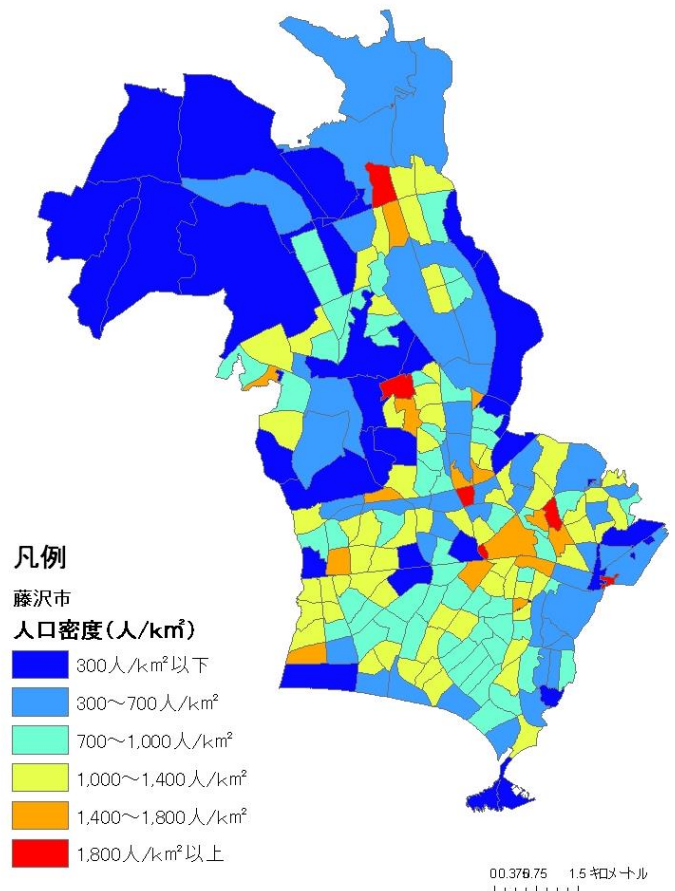 凡例
藤沢市
人口密度(人/km²)
300人/km²以下
300～700人/km²
700～1,000人/km²
1,000～1,400人/km²
1,400～1,800人/km²
1,800人/km²以上
1.5 キロメートル